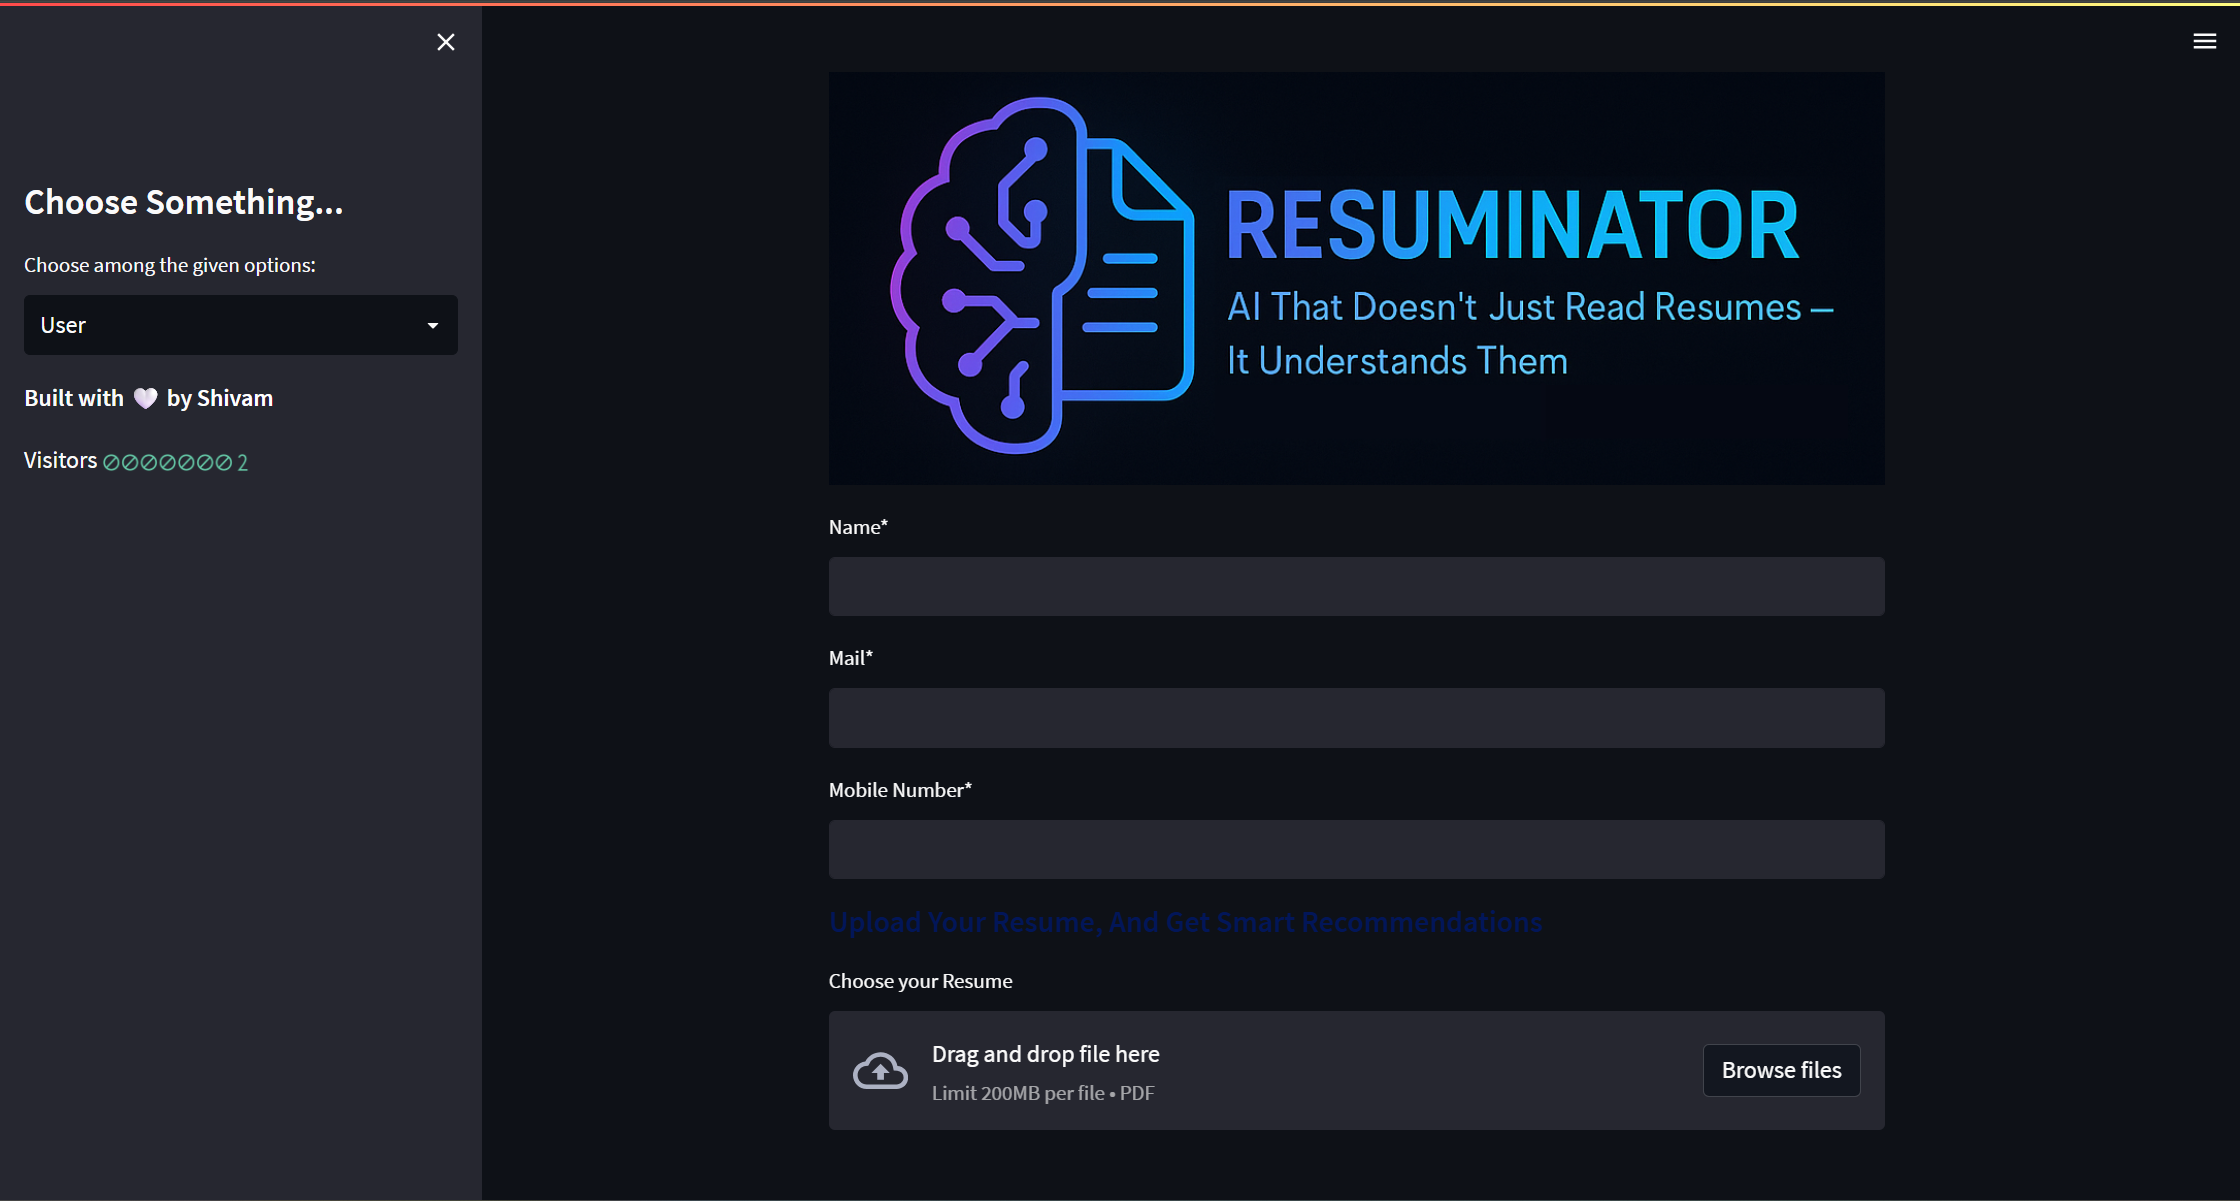 Choose Something...
Choose among the given options:
User
Built with 🤍 by Shivam
Visitors 00000002
RESUMINATOR
AI That Doesn't Just Read Resumes —
It Understands Them
Name*
Mail*
Mobile Number*
Upload Your Resume, And Get Smart Recommendations
Choose your Resume
Drag and drop file here
Limit 200MB per file • PDF
Browse files